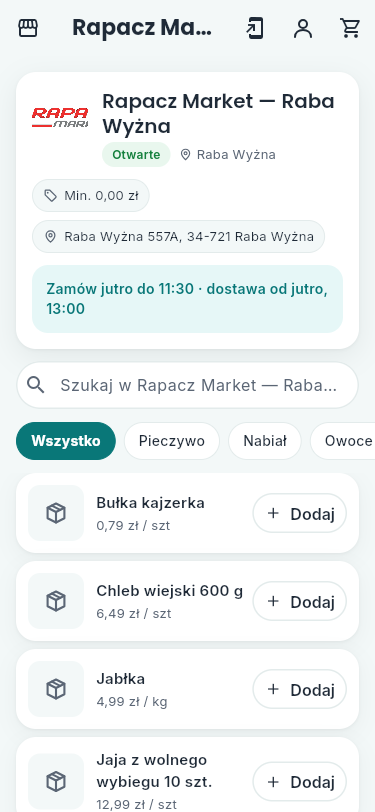 Rapacz Ma...
RAPA
MARK
Rapacz Market — Raba
Wyżna
Otwarte
Raba Wyżna
Min. 0,00 zł
Raba Wyżna 557A, 34-721 Raba Wyżna
Zamów jutro do 11:30 · dostawa od jutro,
13:00
Szukaj w Rapacz Market — Raba...
Wszystko
Pieczywo
Nabiał
Owoce
Bułka kajzerka
0,79 zł / szt
Dodaj
Chleb wiejski 600 g
6,49 zł / szt
Dodaj
Jabłka
4,99 zł / kg
Dodaj
Jaja z wolnego
wybiegu 10 szt.
12,99 zł / szt
Dodaj